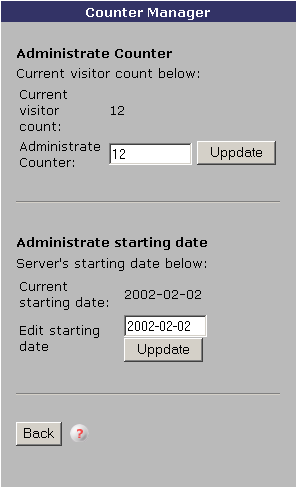 Counter Manager
Administrate Counter
Current visitor count below:
Current
visitor
count:
12
Administrate
Counter:
12
Uppdate
Administrate starting date
Server's starting date below:
Current
starting date:
2002-02-02
Edit starting
date
2002-02-02
Uppdate
Back
?